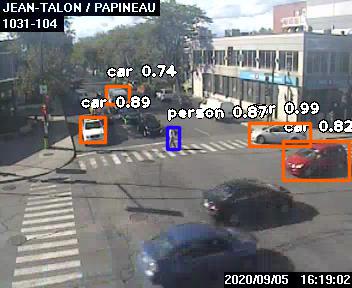 JEAN-TALON / PAPINEAU
1031-104
car 0.74
car 0.89
person 0.87
car 0.99
car 0.82
2020/09/05 16:19:02